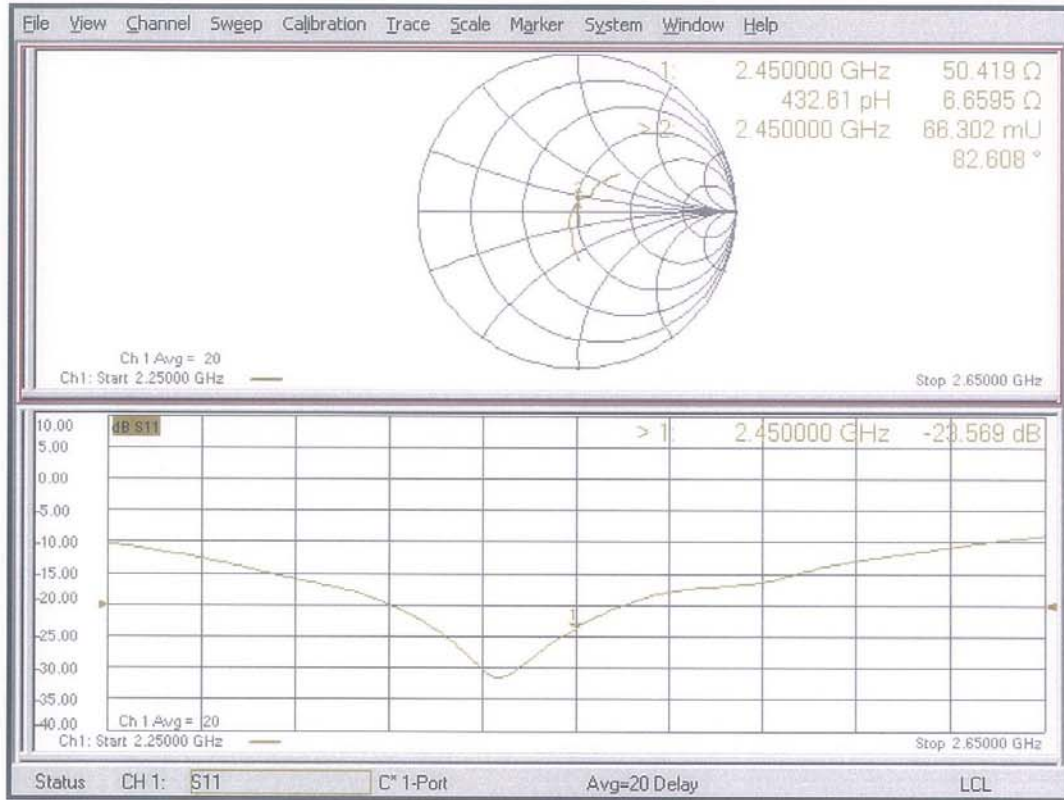 File View Channel Sweep Calibration Trace Scale Marker System Window Help
1: 2.450000 GHz 50.419 Ω
432.61 pH 6.6595 Ω
> 2: 2.450000 GHz 66.302 mU
82.608 °
Ch 1 Avg = 20
Ch1: Start 2.25000 GHz
Stop 2.65000 GHz
dB S11
> 1: 2.450000 GHz -23.569 dB
10.00
5.00
0.00
-5.00
-10.00
-15.00
-20.00
1
-25.00
-30.00
-35.00
-40.00
Ch 1 Avg = 20
Ch1: Start 2.25000 GHz
Stop 2.65000 GHz
Status CH 1: S11 C* 1-Port Avg=20 Delay LCL